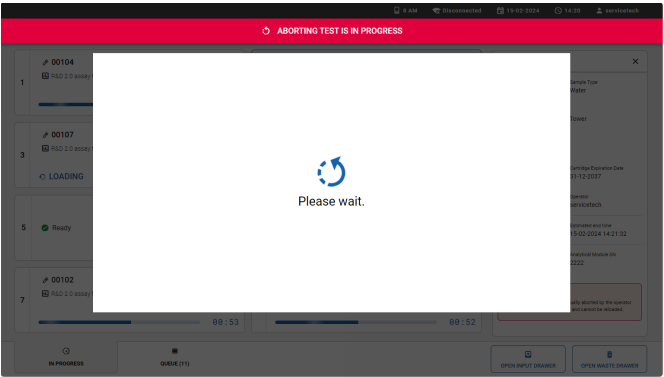 8 AM Disconnected 15-02-2024 14:20 servicetech
ABORTING TEST IS IN PROGRESS
1
00104
R&D 2.0 assay
Sample Type
Water
Tower
3
00107
R&D 2.0 assay
LOADING
Please wait.
Cartridge Expiration Date
31-12-2037
Operator
servicetech
5
Ready
Estimated end time
15-02-2024 14:21:02
Analytical Module SN
2222
7
00102
R&D 2.0 assay
ually aborted by the operator
and cannot be reloaded.
00:53
00:52
IN PROGRESS
QUEUE (11)
OPEN INPUT DRAWER
OPEN WASTE DRAWER